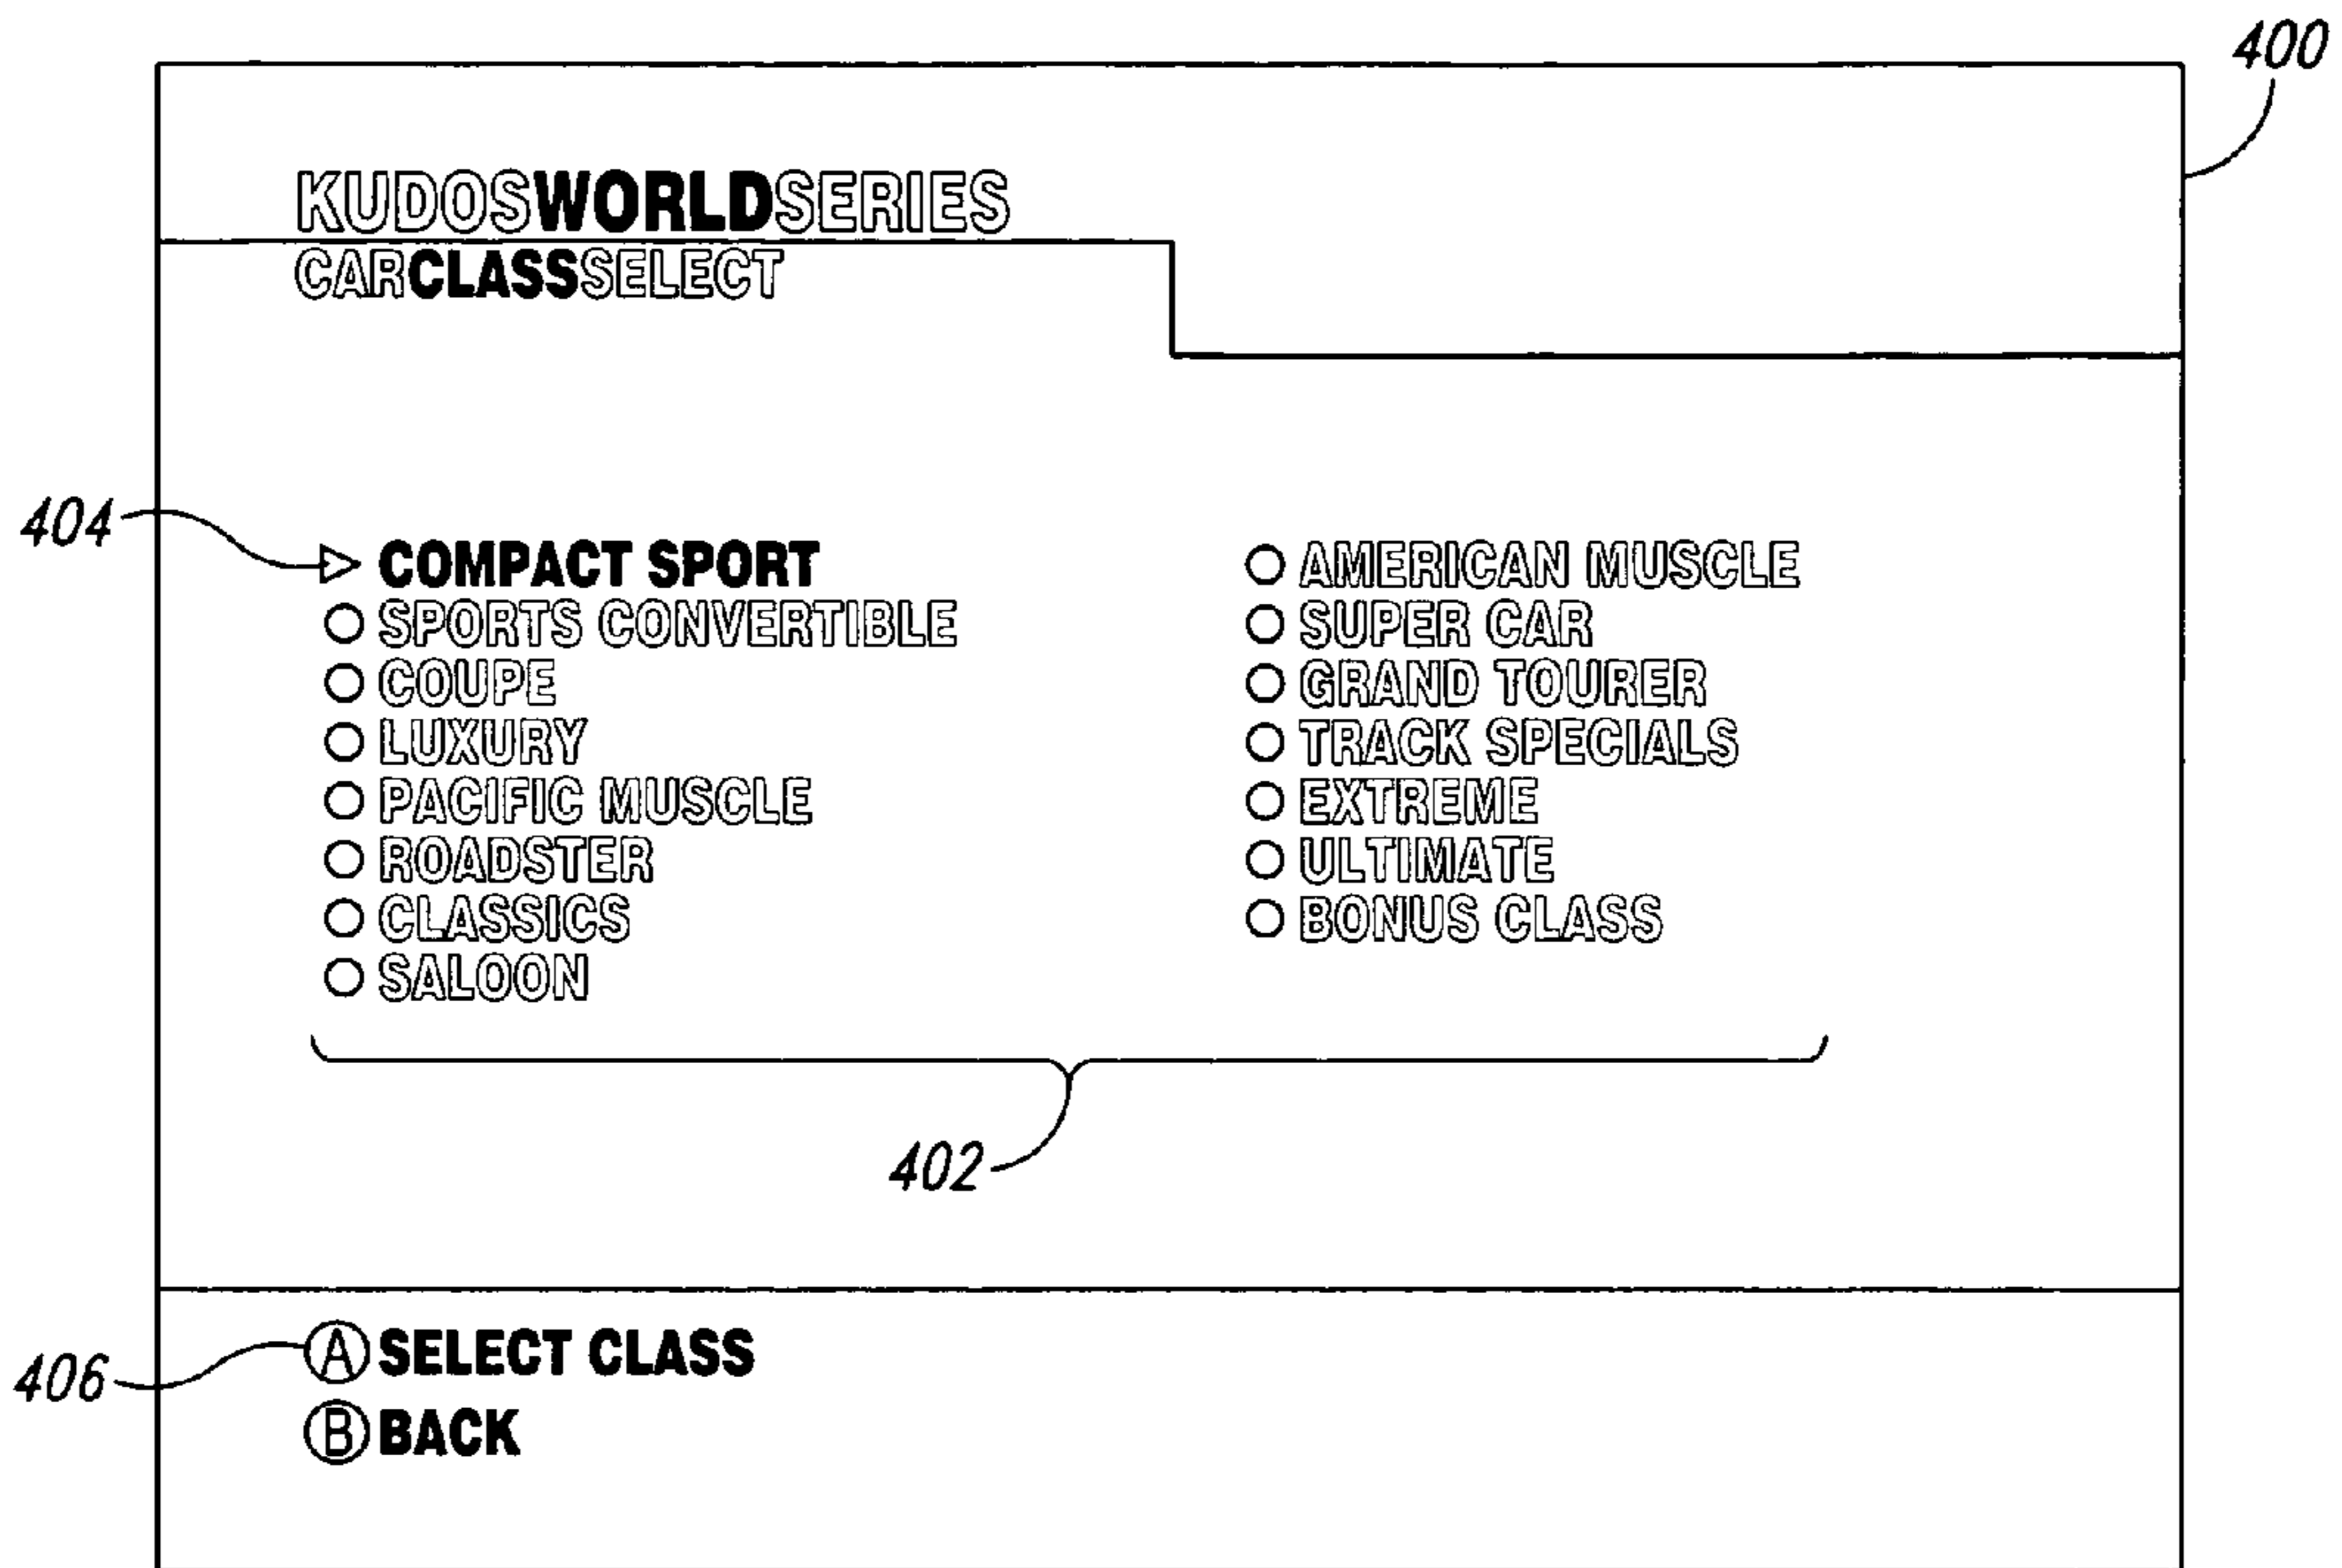 400
KUDOSWORLDSERIES
CARCLASSSELECT
404
COMPACT SPORT
SPORTS CONVERTIBLE
COUPE
LUXURY
PACIFIC MUSCLE
ROADSTER
CLASSICS
SALOON
AMERICAN MUSCLE
SUPER CAR
GRAND TOURER
TRACK SPECIALS
EXTREME
ULTIMATE
BONUS CLASS
402
406
A SELECT CLASS
B BACK